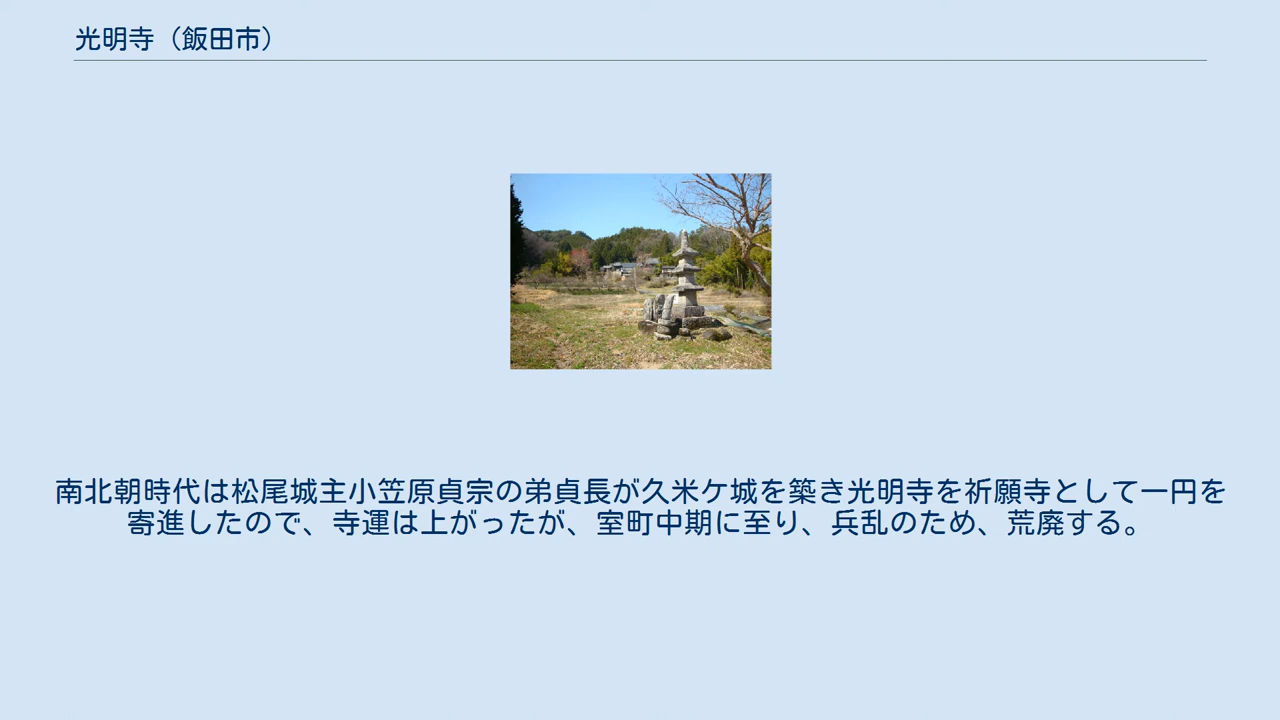 光明寺（飯田市）
南北朝時代は松尾城主小笠原貞宗の弟貞長が久米ケ城を築き光明寺を祈願寺として一円を
寄進したので、寺運は上がったが、室町中期に至り、兵乱のため、荒廃する。